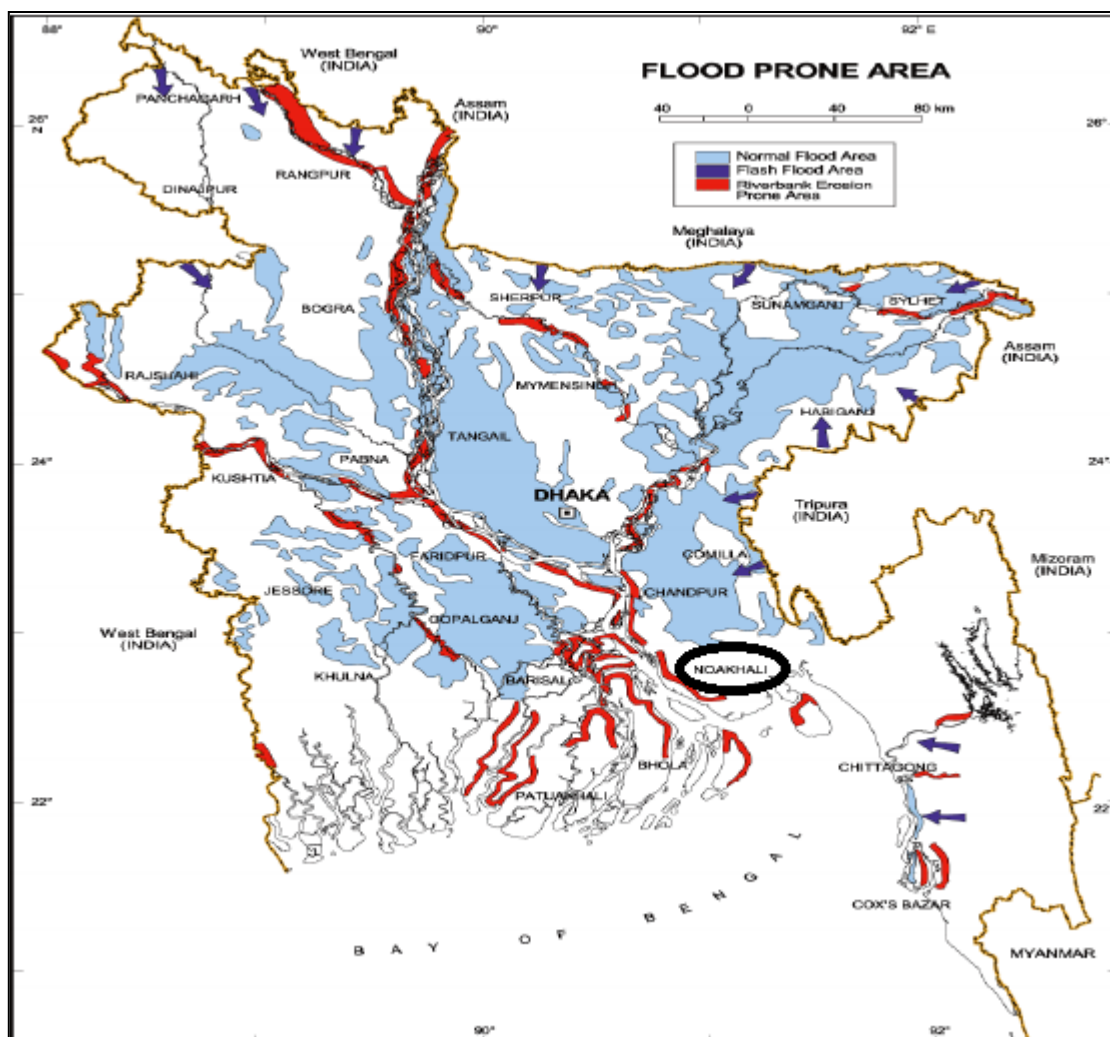 88°
90°
92° E
West Bengal
(INDIA)
FLOOD PRONE AREA
PANCHAGARH
Assam
(INDIA)
40 0 40 80 km
26°
N
26°
Normal Flood Area
Flash Flood Area
Riverbank Erosion
Prone Area
RANGPUR
DINAJPUR
Meghalaya
(INDIA)
BOGRA
SHERPUR
SUNAMGANJ
SYLHET
Assam
(INDIA)
RAJSHAHI
MYMENSINGH
HABIGANJ
TANGAIL
PABNA
24°
24°
KUSHTIA
DHAKA
Tripura
(INDIA)
FARIDPUR
COMILLA
Mizoram
(INDIA)
JESSORE
CHANDPUR
GOPALGANJ
West Bengal
(INDIA)
NOAKHALI
KHULNA
BARISAL
BHOLA
CHITTAGONG
PATUAKHALI
22°
22°
COX'S BAZAR
BAY OF BENGAL
MYANMAR
90°
92°